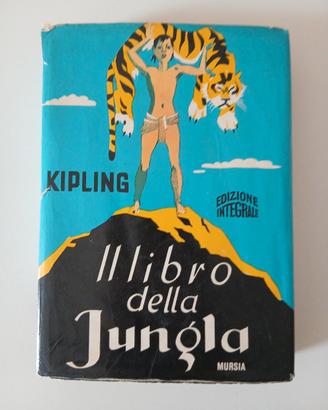 KIPLING
EDIZIONE
INTEGRALE
Il libro
della
Jungla
MURSIA